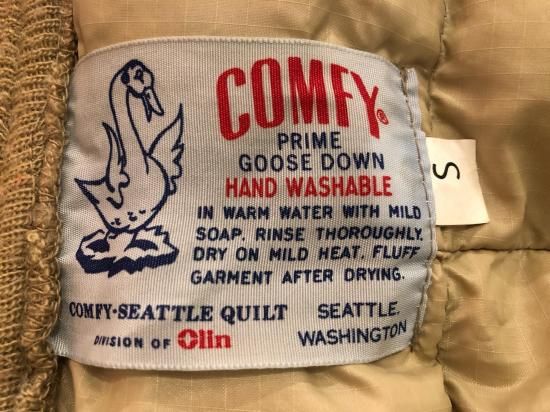 COMFY®
PRIME
GOOSE DOWN
HAND WASHABLE
IN WARM WATER WITH MILD
SOAP. RINSE THOROUGHLY.
DRY ON MILD HEAT. FLUFF
GARMENT AFTER DRYING.
COMFY-SEATTLE QUILT
DIVISION OF Olin
SEATTLE,
WASHINGTON
S